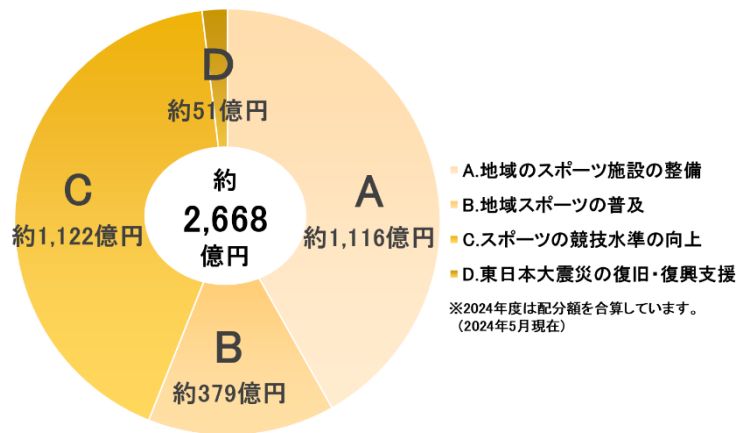 D
約51億円
C
約1,122億円
約
2,668
億円
A
約1,116億円
B
約379億円
A.地域のスポーツ施設の整備
B.地域スポーツの普及
C.スポーツの競技水準の向上
D.東日本大震災の復旧・復興支援
※2024年度は配分額を合算しています。
（2024年5月現在）